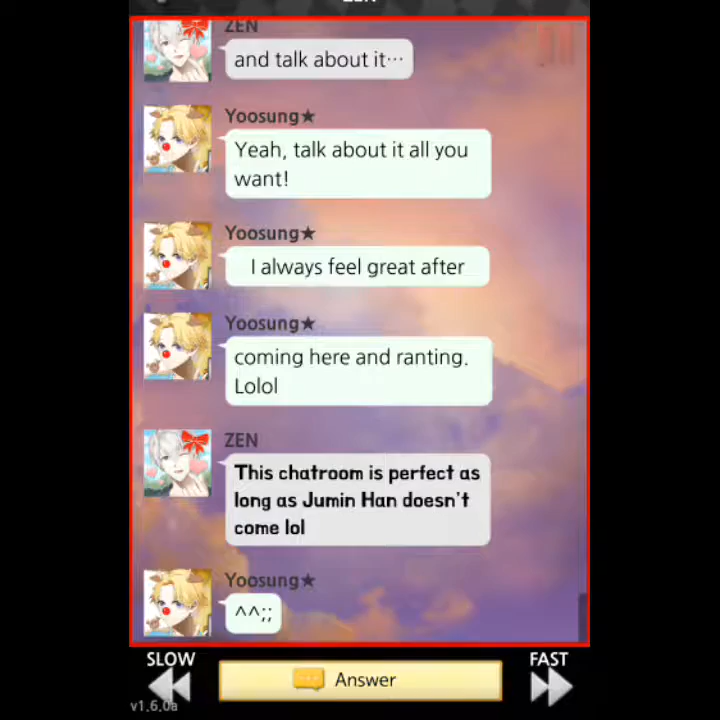 ZEN
and talk about it…
Yoosung★
Yeah, talk about it all you
want!
Yoosung★
I always feel great after
Yoosung★
coming here and ranting.
Lolol
ZEN
This chatroom is perfect as
long as Jumin Han doesn't
come lol
Yoosung★
^^;;
SLOW
Answer
FAST
v1.6.0a